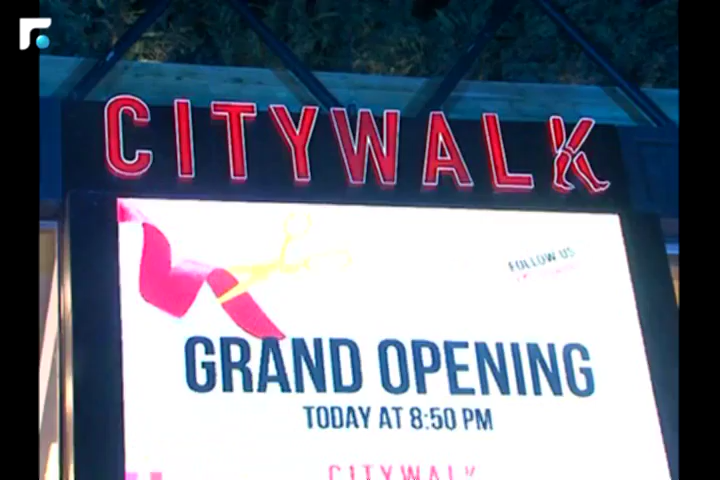 CITYWALK
FOLLOW US
GRAND OPENING
TODAY AT 8:50 PM
CITYWALK